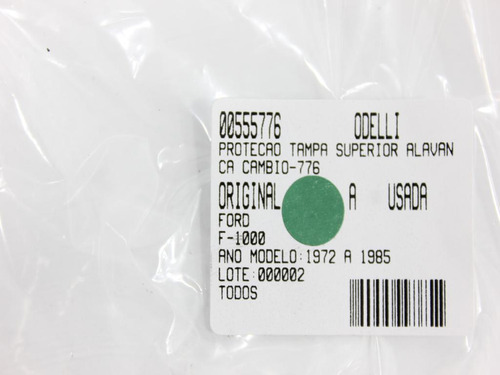 00555776 ODELLI
PROTECAO TAMPA SUPERIOR ALAVAN
CA CAMBIO-776
ORIGINAL A USADA
FORD
F-1000
ANO MODELO:1972 A 1985
LOTE:000002
TODOS